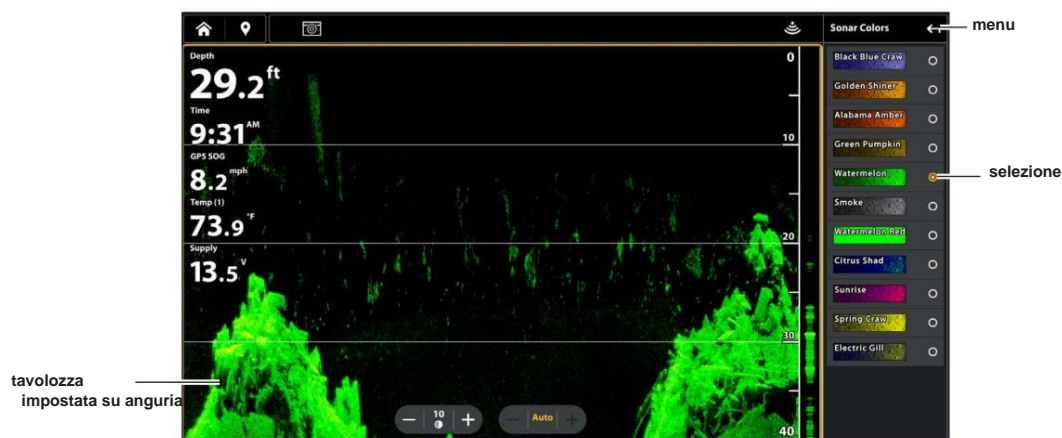 Sonar Colors
menu
Depth
29.2 ft
Time
9:31 AM
GPS SOG
8.2 mph
Temp (1)
73.9 °F
Supply
13.5 V
0
10
20
30
40
10
Auto
Black Blue Craw
Golden Shiner
Alabama Amber
Green Pumpkin
Watermelon
selezione
Smoke
Watermelon Red
Citrus Shad
Sunrise
Spring Craw
Electric Gill
tavolozza
impostata su anguria